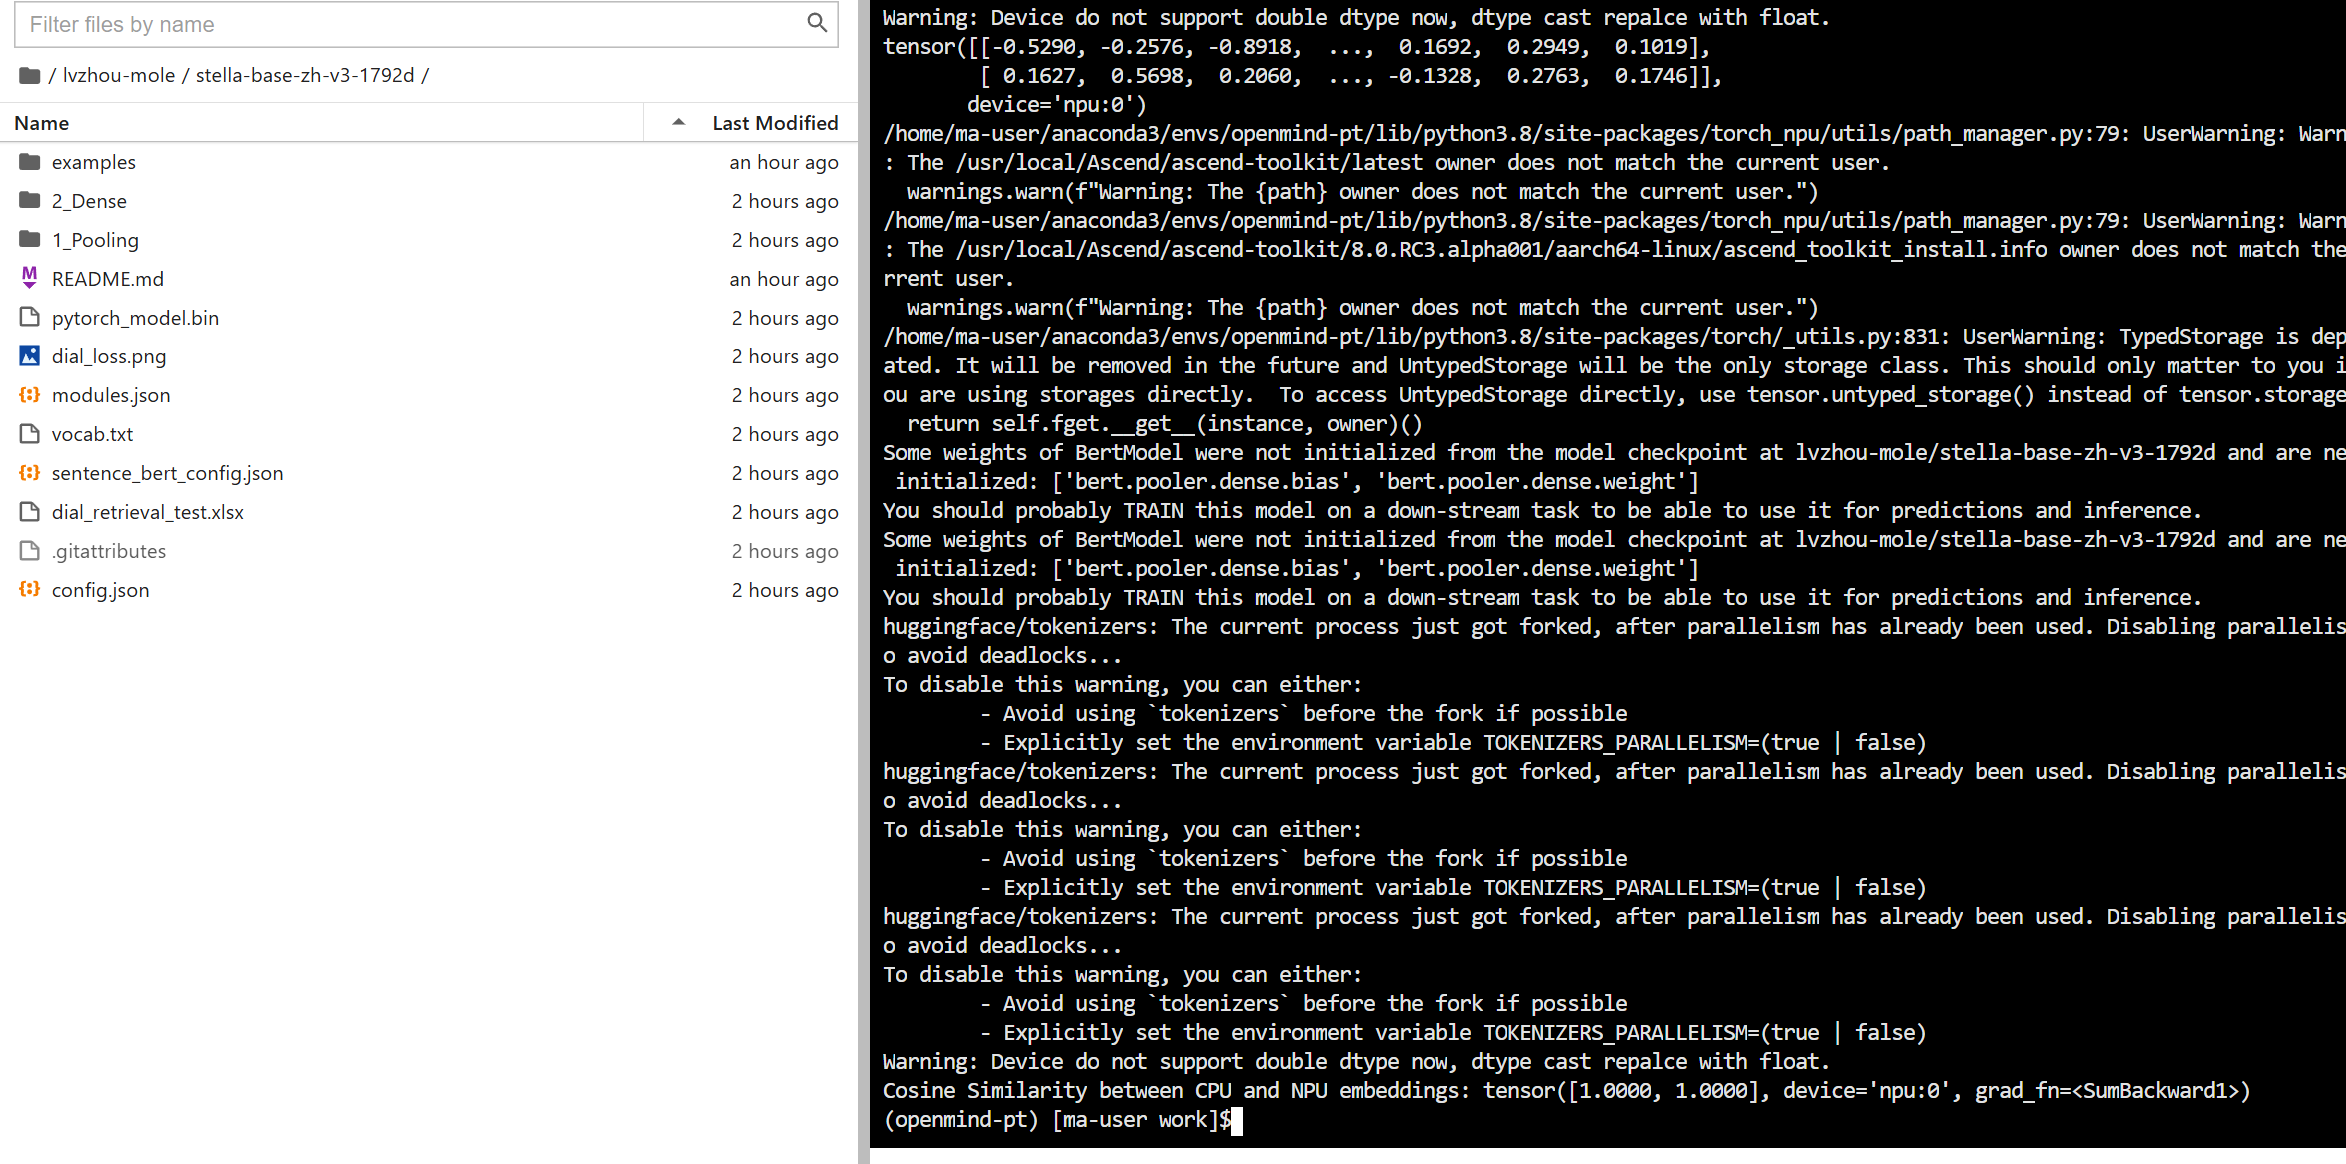 Filter files by name
/ lvzhou-mole / stella-base-zh-v3-1792d /
Name Last Modified
examples an hour ago
2_Dense 2 hours ago
1_Pooling 2 hours ago
README.md an hour ago
pytorch_model.bin 2 hours ago
dial_loss.png 2 hours ago
modules.json 2 hours ago
vocab.txt 2 hours ago
sentence_bert_config.json 2 hours ago
dial_retrieval_test.xlsx 2 hours ago
.gitattributes 2 hours ago
config.json 2 hours ago
Warning: Device do not support double dtype now, dtype cast repalce with float.
tensor([[-0.5290, -0.2576, -0.8918,  ...,  0.1692,  0.2949,  0.1019],
        [ 0.1627,  0.5698,  0.2060,  ..., -0.1328,  0.2763,  0.1746]],
       device='npu:0')
/home/ma-user/anaconda3/envs/openmind-pt/lib/python3.8/site-packages/torch_npu/utils/path_manager.py:79: UserWarning: Warn
: The /usr/local/Ascend/ascend-toolkit/latest owner does not match the current user.
  warnings.warn(f"Warning: The {path} owner does not match the current user.")
/home/ma-user/anaconda3/envs/openmind-pt/lib/python3.8/site-packages/torch_npu/utils/path_manager.py:79: UserWarning: Warn
: The /usr/local/Ascend/ascend-toolkit/8.0.RC3.alpha001/aarch64-linux/ascend_toolkit_install.info owner does not match the
rrent user.
  warnings.warn(f"Warning: The {path} owner does not match the current user.")
/home/ma-user/anaconda3/envs/openmind-pt/lib/python3.8/site-packages/torch/_utils.py:831: UserWarning: TypedStorage is dep
ated. It will be removed in the future and UntypedStorage will be the only storage class. This should only matter to you i
ou are using storages directly.  To access UntypedStorage directly, use tensor.untyped_storage() instead of tensor.storage
  return self.fget.__get__(instance, owner)()
Some weights of BertModel were not initialized from the model checkpoint at lvzhou-mole/stella-base-zh-v3-1792d and are ne
 initialized: ['bert.pooler.dense.bias', 'bert.pooler.dense.weight']
You should probably TRAIN this model on a down-stream task to be able to use it for predictions and inference.
Some weights of BertModel were not initialized from the model checkpoint at lvzhou-mole/stella-base-zh-v3-1792d and are ne
 initialized: ['bert.pooler.dense.bias', 'bert.pooler.dense.weight']
You should probably TRAIN this model on a down-stream task to be able to use it for predictions and inference.
huggingface/tokenizers: The current process just got forked, after parallelism has already been used. Disabling parallelis
o avoid deadlocks...
To disable this warning, you can either:
        - Avoid using `tokenizers` before the fork if possible
        - Explicitly set the environment variable TOKENIZERS_PARALLELISM=(true | false)
huggingface/tokenizers: The current process just got forked, after parallelism has already been used. Disabling parallelis
o avoid deadlocks...
To disable this warning, you can either:
        - Avoid using `tokenizers` before the fork if possible
        - Explicitly set the environment variable TOKENIZERS_PARALLELISM=(true | false)
huggingface/tokenizers: The current process just got forked, after parallelism has already been used. Disabling parallelis
o avoid deadlocks...
To disable this warning, you can either:
        - Avoid using `tokenizers` before the fork if possible
        - Explicitly set the environment variable TOKENIZERS_PARALLELISM=(true | false)
Warning: Device do not support double dtype now, dtype cast repalce with float.
Cosine Similarity between CPU and NPU embeddings: tensor([1.0000, 1.0000], device='npu:0', grad_fn=<SumBackward1>)
(openmind-pt) [ma-user work]$